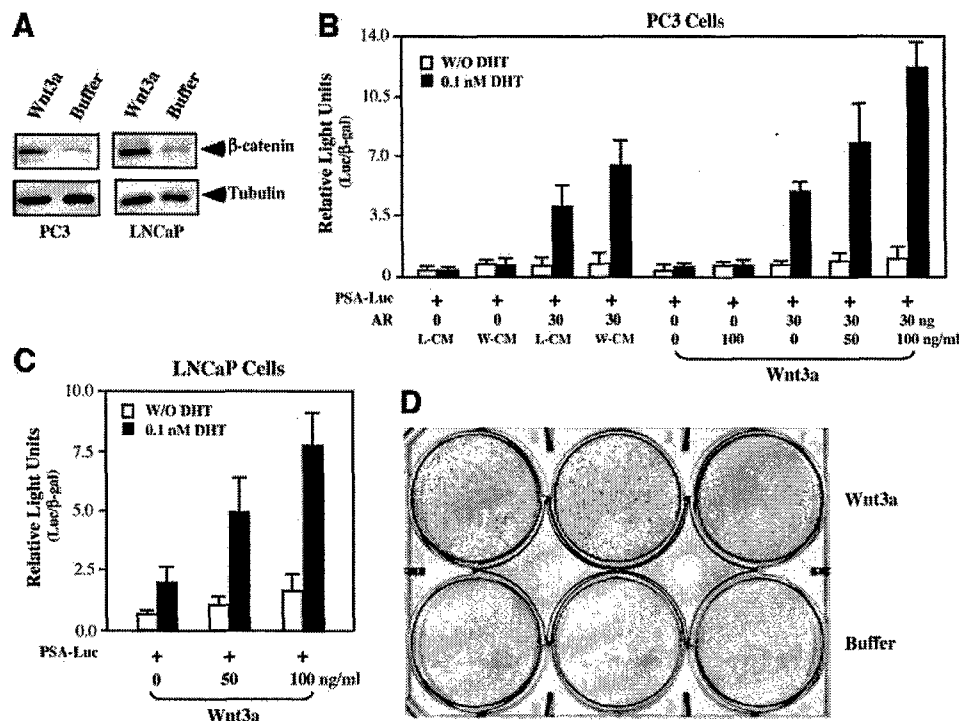 A
Wnt3a
Buffer
Wnt3a
Buffer
β-catenin
Tubulin
PC3
LNCaP
B
PC3 Cells
W/O DHT
0.1 nM DHT
Relative Light Units
(Luc/β-gal)
14.0
10.5
7.0
3.5
0
PSA-Luc + + + + + + + + +
AR 0 0 30 30 0 0 30 30 30 ng
L-CM W-CM L-CM W-CM 0 100 0 50 100 ng/ml
Wnt3a
C
LNCaP Cells
W/O DHT
0.1 nM DHT
Relative Light Units
(Luc/β-gal)
10.0
7.5
5.0
2.5
0.0
PSA-Luc + + +
0 50 100 ng/ml
Wnt3a
D
Wnt3a
Buffer